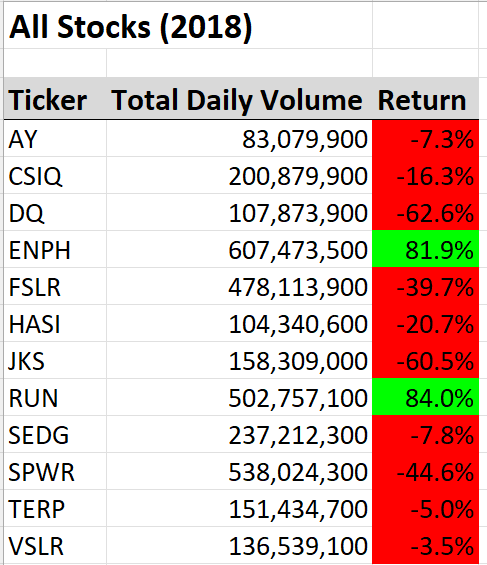 All Stocks (2018)
Ticker Total Daily Volume Return
AY 83,079,900 -7.3%
CSIQ 200,879,900 -16.3%
DQ 107,873,900 -62.6%
ENPH 607,473,500 81.9%
FSLR 478,113,900 -39.7%
HASI 104,340,600 -20.7%
JKS 158,309,000 -60.5%
RUN 502,757,100 84.0%
SEDG 237,212,300 -7.8%
SPWR 538,024,300 -44.6%
TERP 151,434,700 -5.0%
VSLR 136,539,100 -3.5%